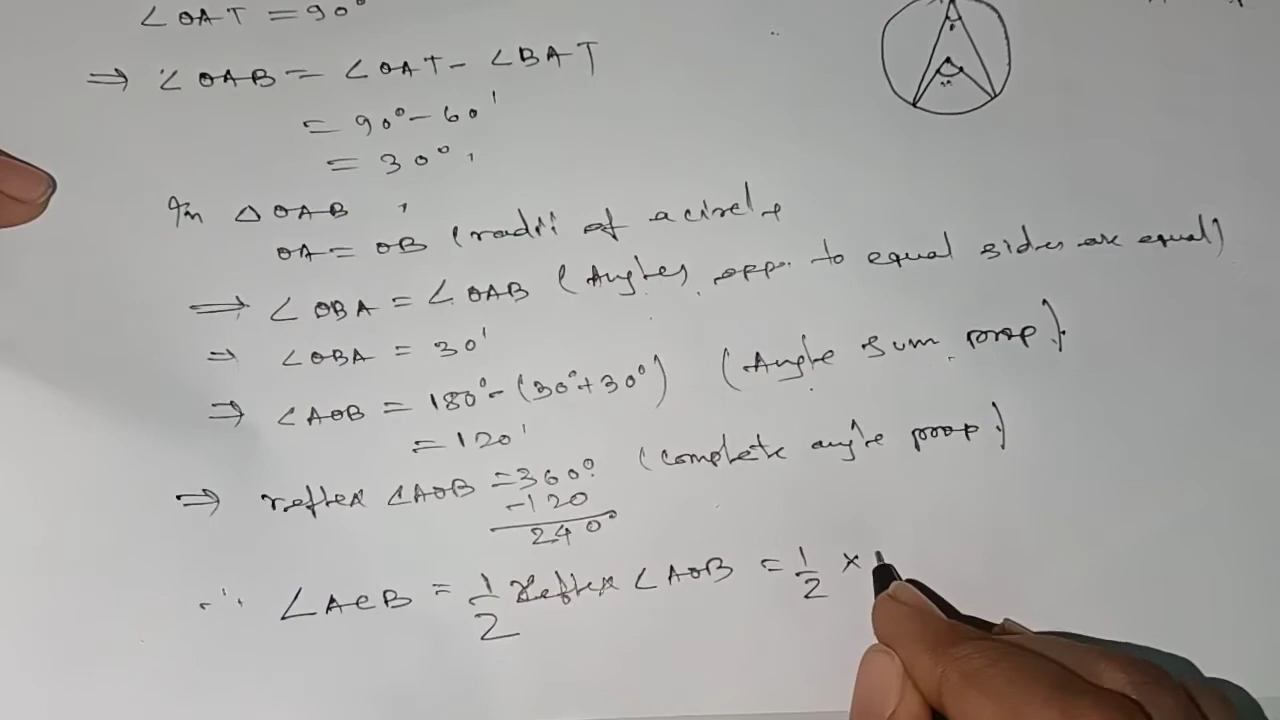 ∠OAT = 90°
⇒ ∠OAB = ∠OAT - ∠BAT
= 90° - 60'
= 30°,
In △OAB,
OA = OB (radii of a circle
⇒ ∠OBA = ∠OAB (Angles opp. to equal sides are equal)
⇒ ∠OBA = 30'
⇒ ∠AOB = 180° - (30° + 30°) (Angle sum prop).
= 120'
⇒ reflex ∠AOB = 360° (complete angle prop)
-120
240°
∴ ∠ACB = 1/2 Reflex ∠AOB = 1/2 ×